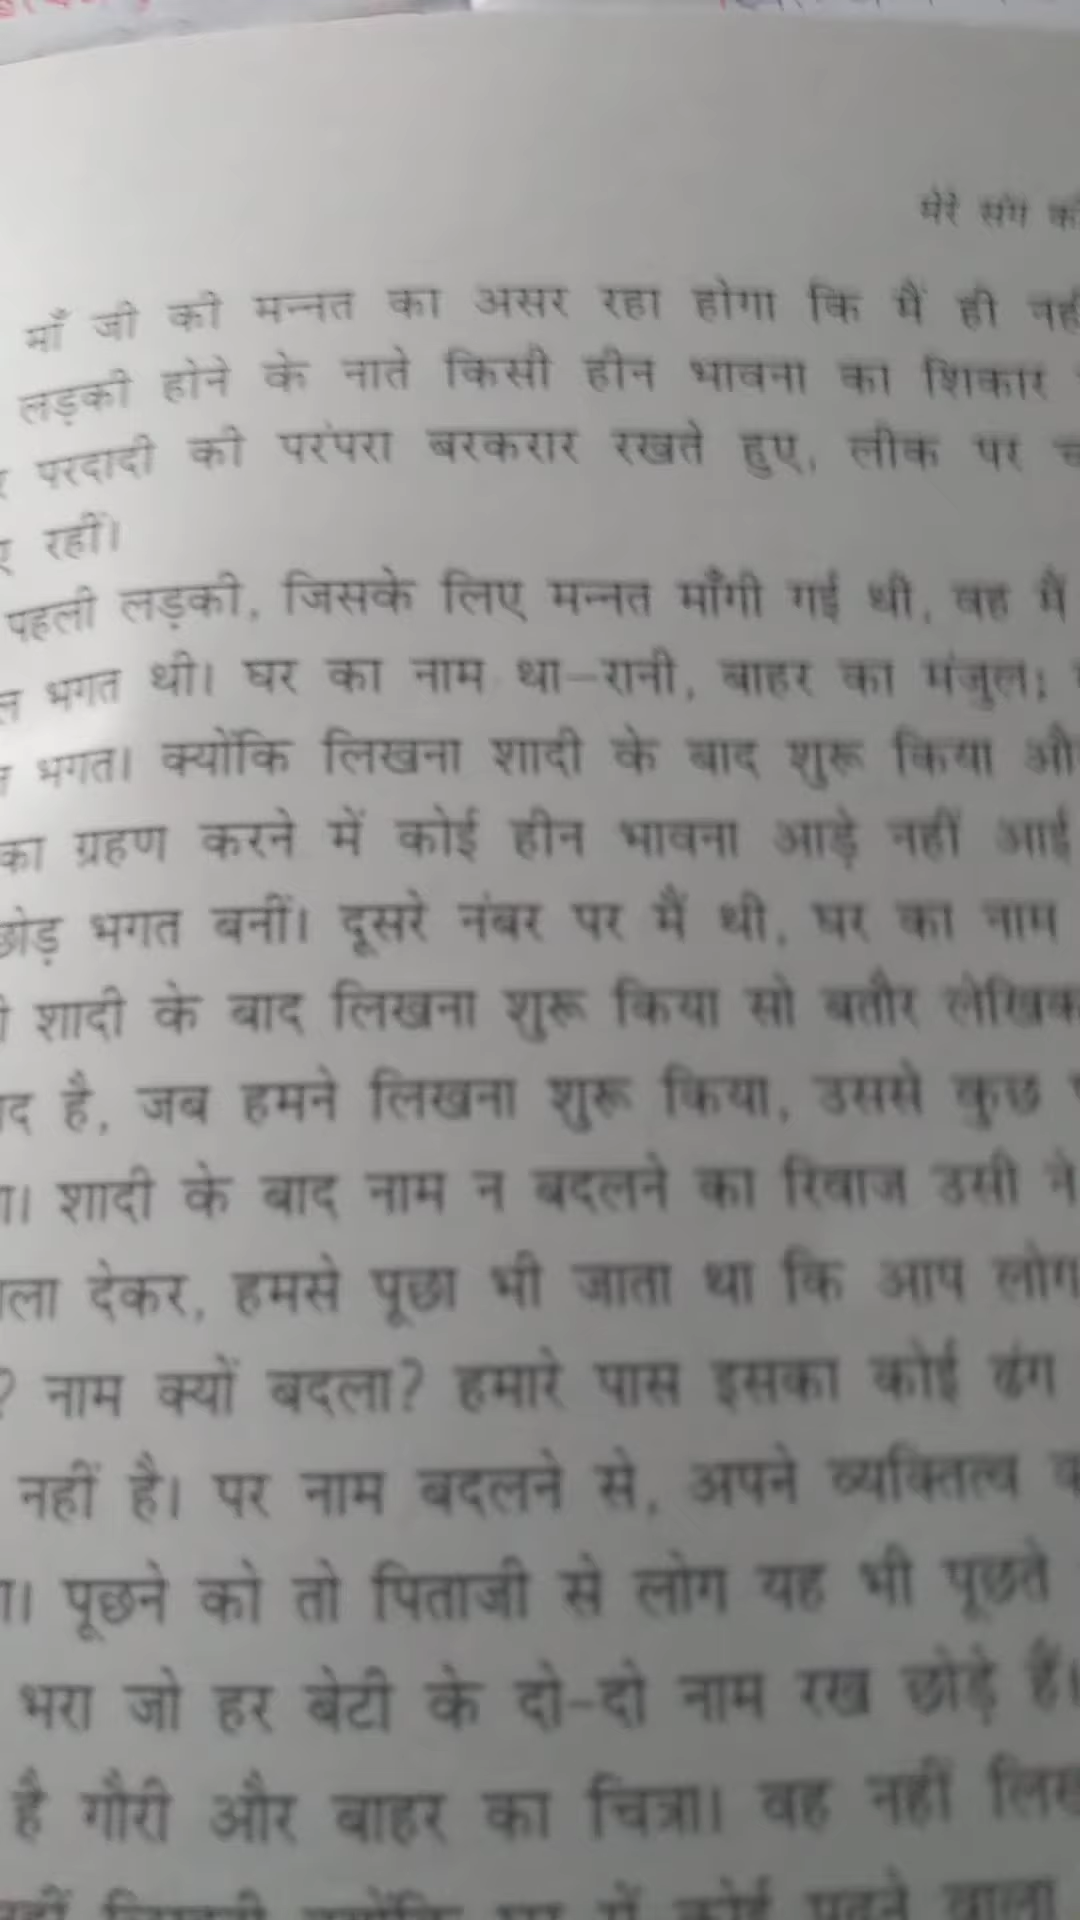 मेरे संग
माँ जी की मन्नत का असर रहा होगा कि मैं ही
लड़की होने के नाते किसी हीन भावना का शिकार
परदादी की परंपरा बरकरार रखते हुए, लीक पर
रहीं।
पहली लड़की, जिसके लिए मन्नत माँगी गई थी, वह मैं
भगत थी। घर का नाम था-रानी, बाहर का मंजुल;
भगत। क्योंकि लिखना शादी के बाद शुरू किया
का ग्रहण करने में कोई हीन भावना आड़े नहीं आई
भगत बनीं। दूसरे नंबर पर मैं थी, घर का नाम
शादी के बाद लिखना शुरू किया सो बतौर
है, जब हमने लिखना शुरू किया, उससे कुछ
शादी के बाद नाम न बदलने का रिवाज उसी ने
देकर, हमसे पूछा भी जाता था कि आप लोग
? नाम क्यों बदला? हमारे पास इसका कोई ढंग
नहीं है। पर नाम बदलने से, अपने व्यक्तित्व
पूछने को तो पिताजी से लोग यह भी पूछते
भरा जो हर बेटी के दो-दो नाम रख छोड़े हैं।
है गौरी और बाहर का चित्रा। वह नहीं